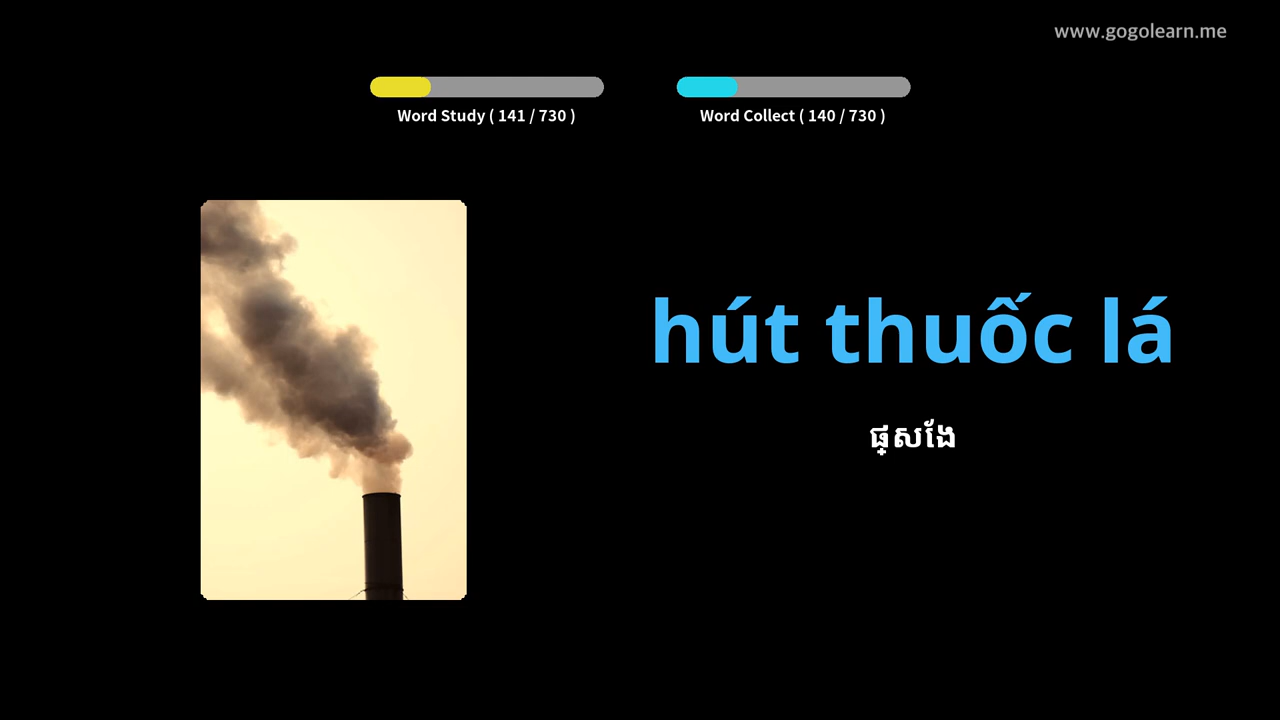 www.gogolearn.me
Word Study ( 141 / 730 )
Word Collect ( 140 / 730 )
hút thuốc lá
ផ្សែង